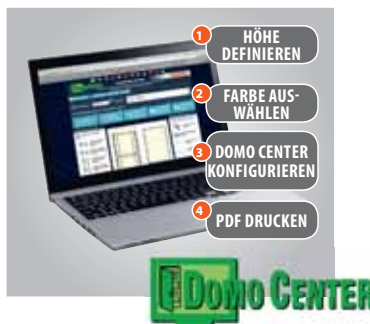 1 HÖHE
DEFINIEREN
2 FARBE AUS-
WÄHLEN
3 DOMO CENTER
KONFIGURIEREN
4 PDF DRUCKEN
DOMO CENTER